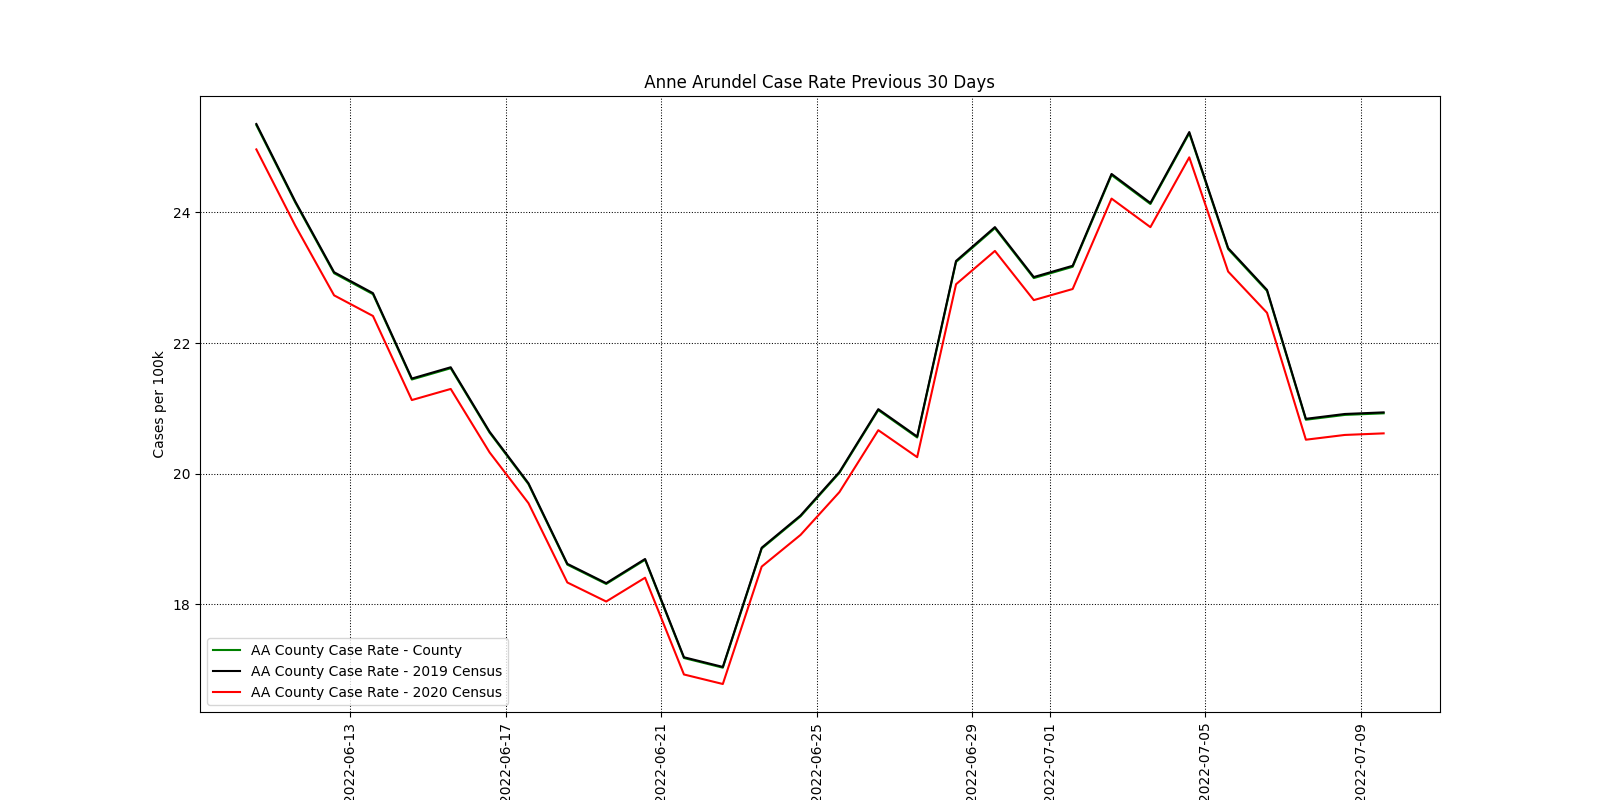 Anne Arundel Case Rate Previous 30 Days
Cases per 100k
24
22
20
18
AA County Case Rate - County
AA County Case Rate - 2019 Census
AA County Case Rate - 2020 Census
2022-06-13
2022-06-17
2022-06-21
2022-06-25
2022-06-29
2022-07-01
2022-07-05
2022-07-09